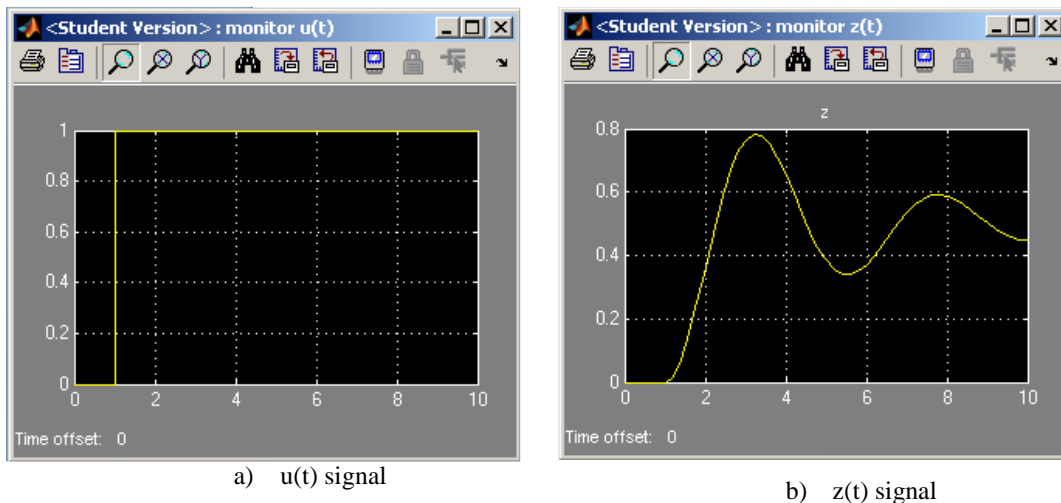 <Student Version> : monitor u(t)
1
0.8
0.6
0.4
0.2
0
0 2 4 6 8 10
Time offset: 0
a) u(t) signal
<Student Version> : monitor z(t)
z
0.8
0.6
0.4
0.2
0
0 2 4 6 8 10
Time offset: 0
b) z(t) signal